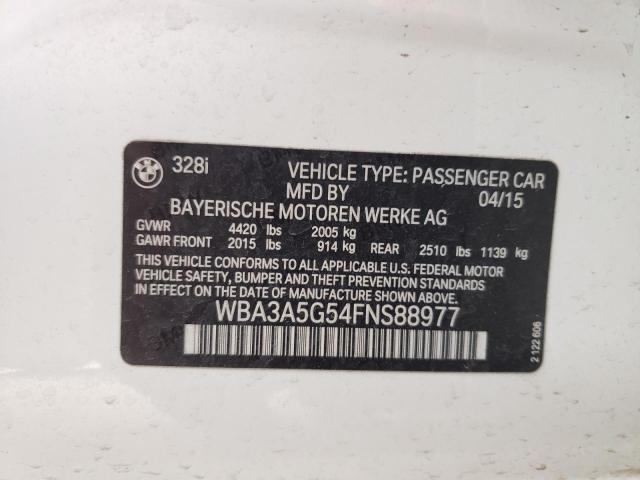 328i VEHICLE TYPE: PASSENGER CAR
MFD BY 04/15
BAYERISCHE MOTOREN WERKE AG
GVWR 4420 lbs 2005 kg
GAWR FRONT 2015 lbs 914 kg REAR 2510 lbs 1139 kg
THIS VEHICLE CONFORMS TO ALL APPLICABLE U.S. FEDERAL MOTOR
VEHICLE SAFETY, BUMPER AND THEFT PREVENTION STANDARDS
IN EFFECT ON THE DATE OF MANUFACTURE SHOWN ABOVE.
WBA3A5G54FNS88977
2 122 606